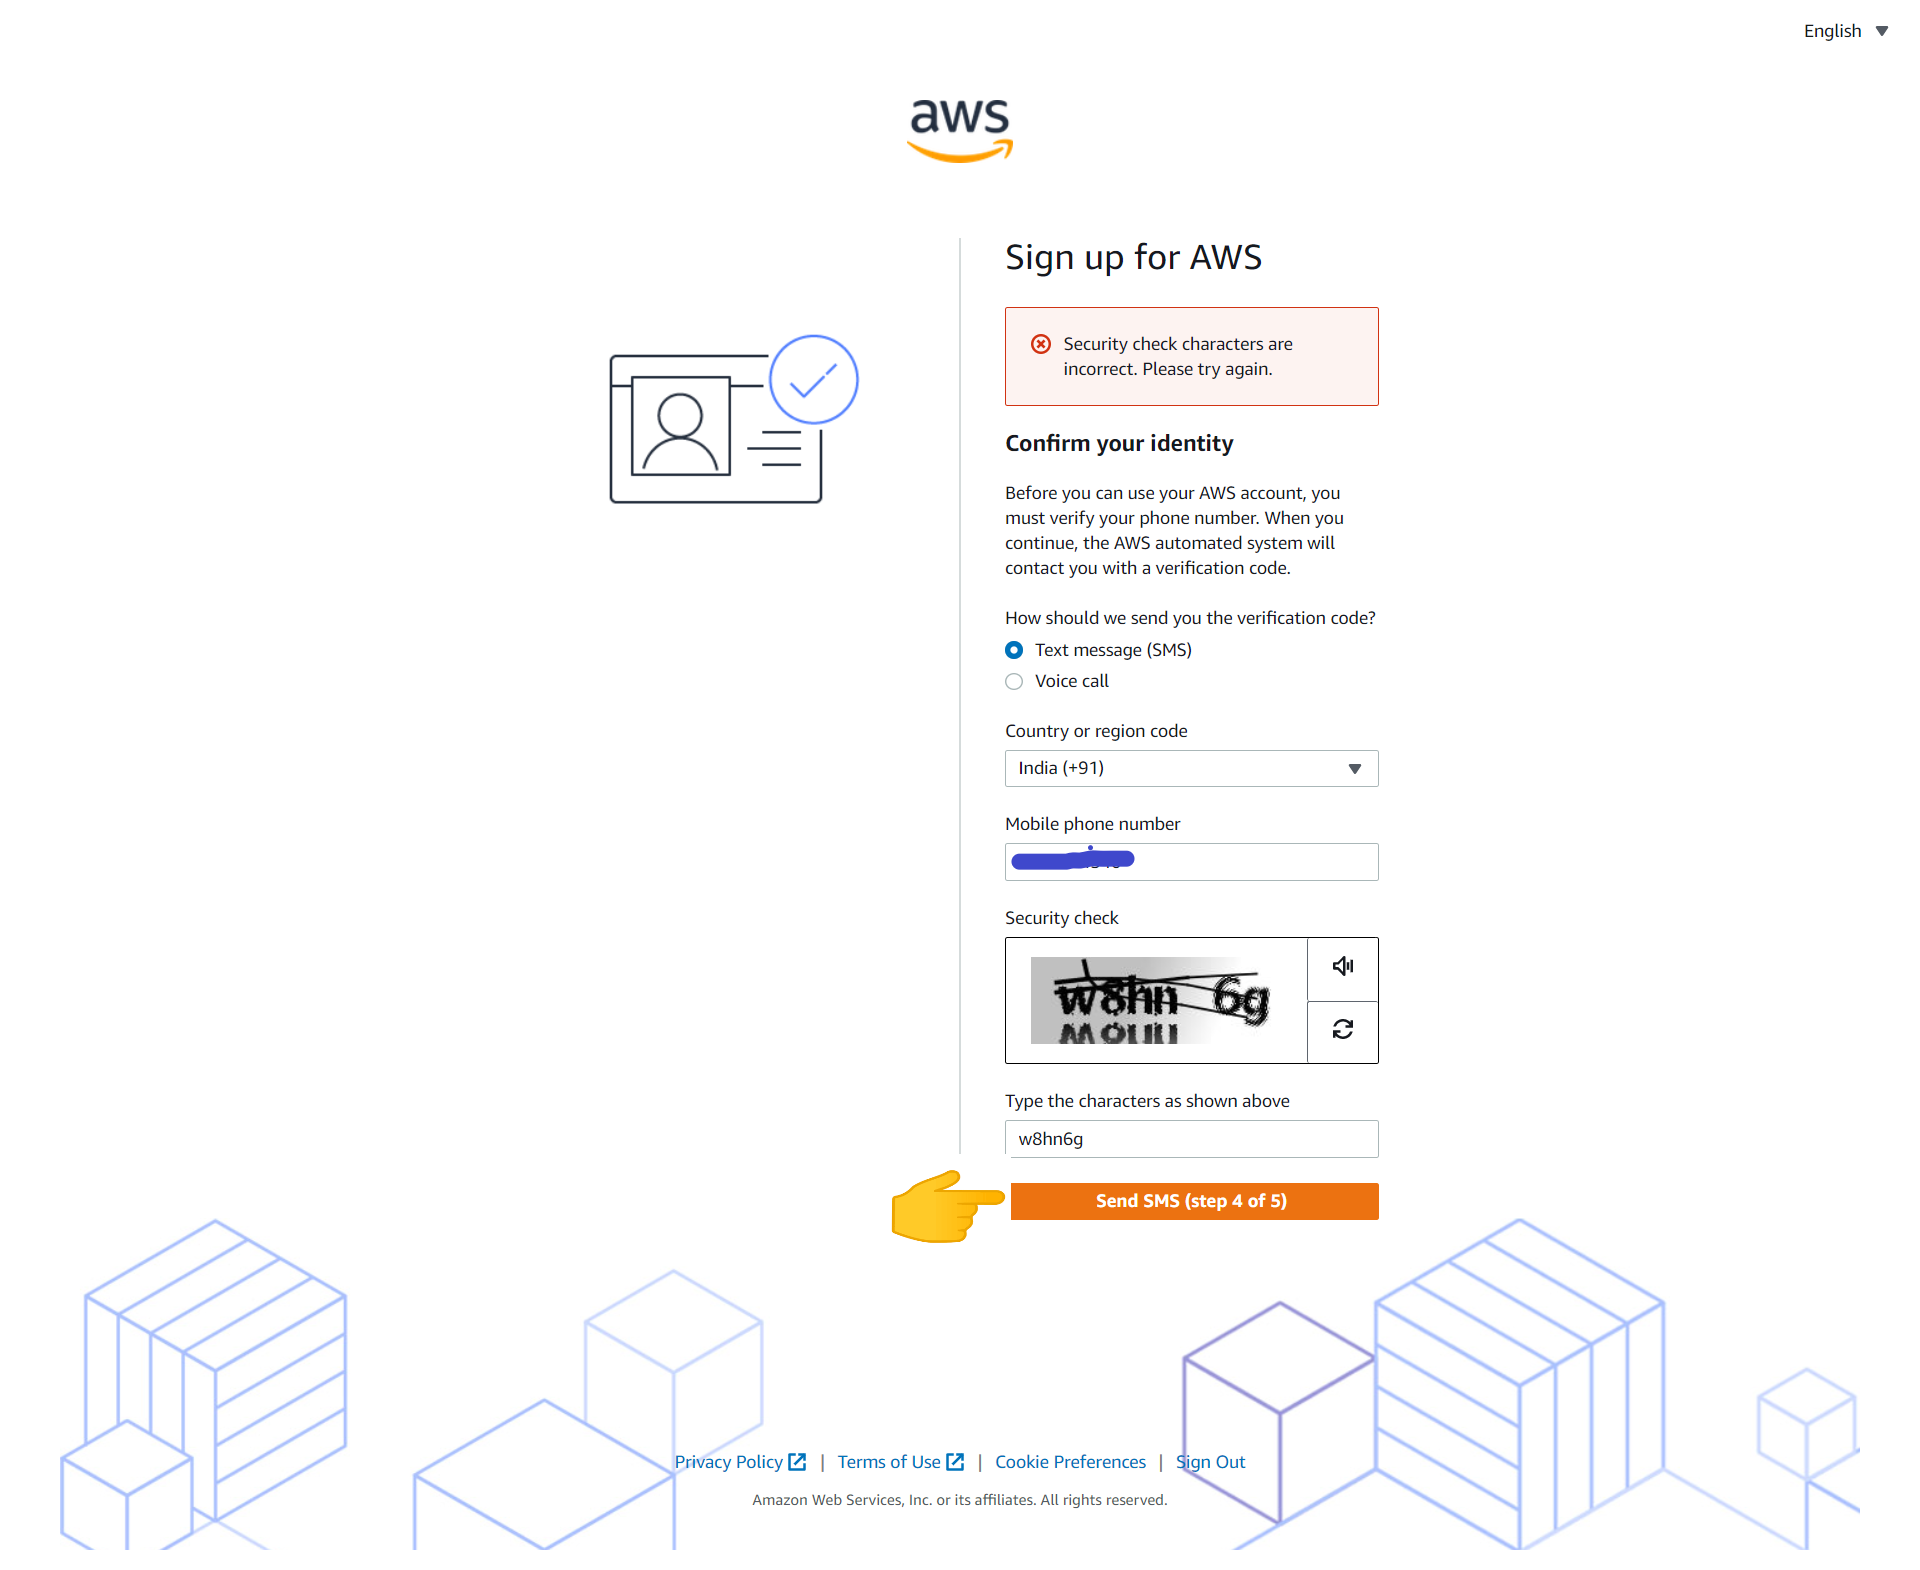 English
aws
Sign up for AWS
Security check characters are
incorrect. Please try again.
Confirm your identity
Before you can use your AWS account, you
must verify your phone number. When you
continue, the AWS automated system will
contact you with a verification code.
How should we send you the verification code?
Text message (SMS)
Voice call
Country or region code
India (+91)
Mobile phone number
Security check
w8hn 6g
Type the characters as shown above
w8hn6g
Send SMS (step 4 of 5)
Privacy Policy | Terms of Use | Cookie Preferences | Sign Out
Amazon Web Services, Inc. or its affiliates. All rights reserved.